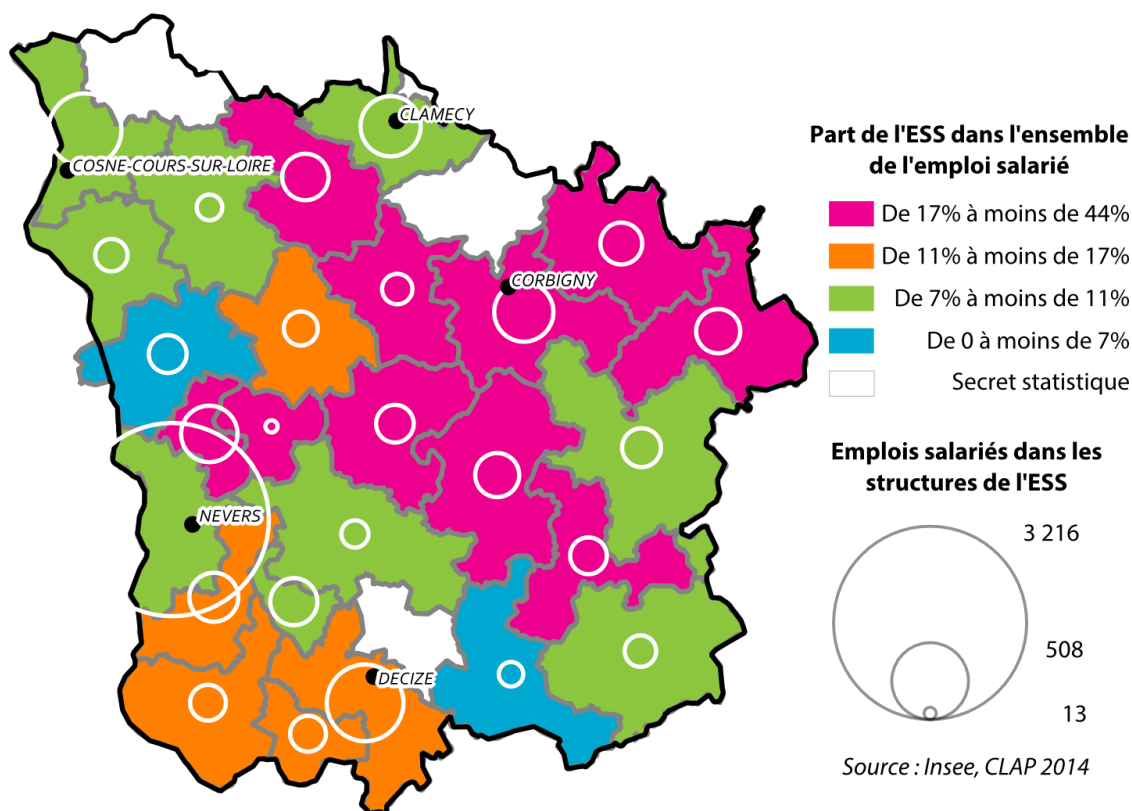 CLAMECY
COSNE-COURS-SUR-LOIRE
CORBIGNY
NEVERS
DECIZE
Part de l'ESS dans l'ensemble
de l'emploi salarié
De 17% à moins de 44%
De 11% à moins de 17%
De 7% à moins de 11%
De 0 à moins de 7%
Secret statistique
Emplois salariés dans les
structures de l'ESS
3 216
508
13
Source : Insee, CLAP 2014